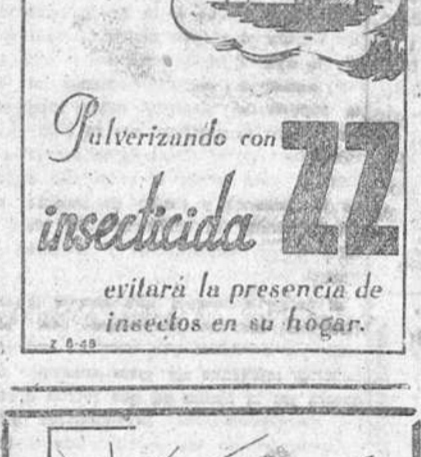 Pulverizando con ZZ
insecticida
evitará la presencia de
insectos en su hogar.
Z 6-48